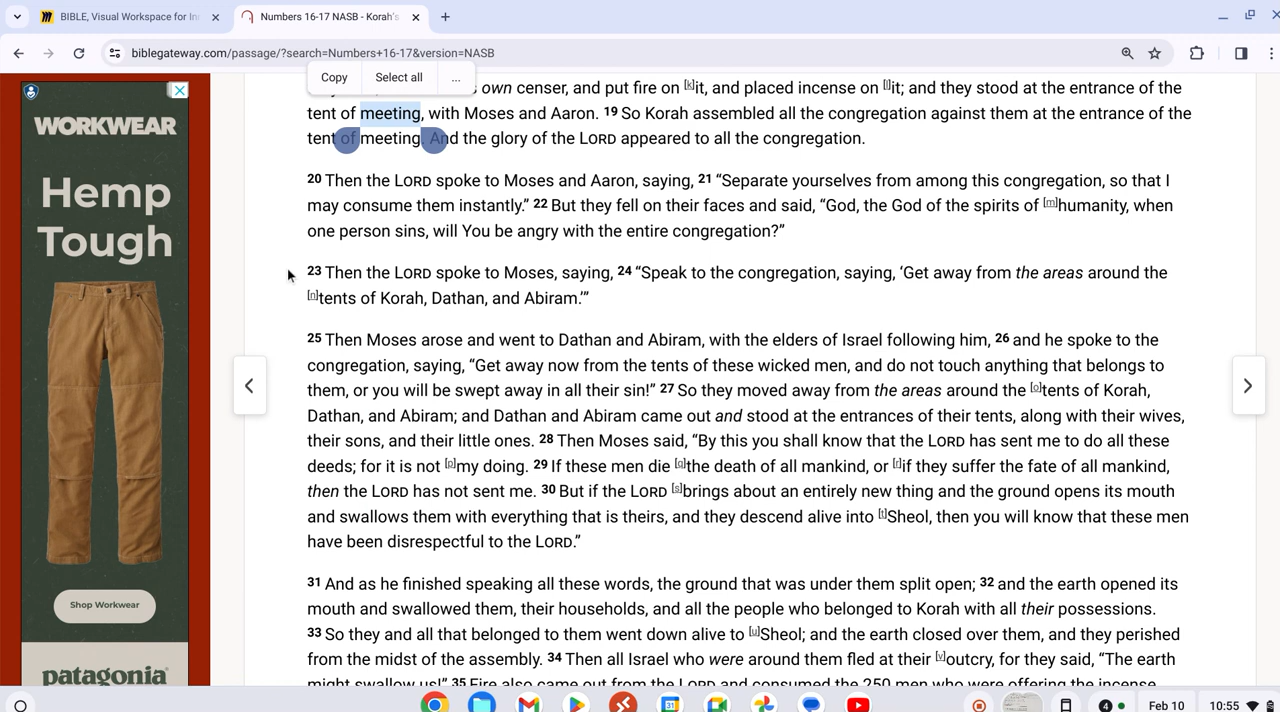 BIBLE, Visual Workspace for In
Numbers 16-17 NASB - Korah's
biblegateway.com/passage/?search=Numbers+16-17&version=NASB
Copy
Select all
...
own censer, and put fire on [k]it, and placed incense on [l]it; and they stood at the entrance of the
tent of meeting, with Moses and Aaron. 19 So Korah assembled all the congregation against them at the entrance of the
tent of meeting. And the glory of the LORD appeared to all the congregation.
20 Then the LORD spoke to Moses and Aaron, saying, 21 “Separate yourselves from among this congregation, so that I
may consume them instantly.” 22 But they fell on their faces and said, “God, the God of the spirits of [m]humanity, when
one person sins, will You be angry with the entire congregation?”
23 Then the LORD spoke to Moses, saying, 24 “Speak to the congregation, saying, ‘Get away from the areas around the
[n]tents of Korah, Dathan, and Abiram.’”
25 Then Moses arose and went to Dathan and Abiram, with the elders of Israel following him, 26 and he spoke to the
congregation, saying, “Get away now from the tents of these wicked men, and do not touch anything that belongs to
them, or you will be swept away in all their sin!” 27 So they moved away from the areas around the [o]tents of Korah,
Dathan, and Abiram; and Dathan and Abiram came out and stood at the entrances of their tents, along with their wives,
their sons, and their little ones. 28 Then Moses said, “By this you shall know that the LORD has sent me to do all these
deeds; for it is not [p]my doing. 29 If these men die [q]the death of all mankind, or [r]if they suffer the fate of all mankind,
then the LORD has not sent me. 30 But if the LORD [s]brings about an entirely new thing and the ground opens its mouth
and swallows them with everything that is theirs, and they descend alive into [t]Sheol, then you will know that these men
have been disrespectful to the LORD.”
31 And as he finished speaking all these words, the ground that was under them split open; 32 and the earth opened its
mouth and swallowed them, their households, and all the people who belonged to Korah with all their possessions.
33 So they and all that belonged to them went down alive to [u]Sheol; and the earth closed over them, and they perished
from the midst of the assembly. 34 Then all Israel who were around them fled at their [v]outcry, for they said, “The earth
might swallow us!” 35 Fire also came out from the LORD and consumed the 250 men who were offering the incense
WORKWEAR
Hemp
Tough
Shop Workwear
patagonia®
31
4
Feb 10
10:55